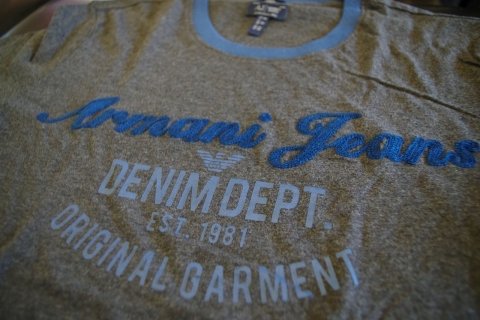 Armani Jeans
DENIM DEPT.
EST. 1981
ORIGINAL GARMENT